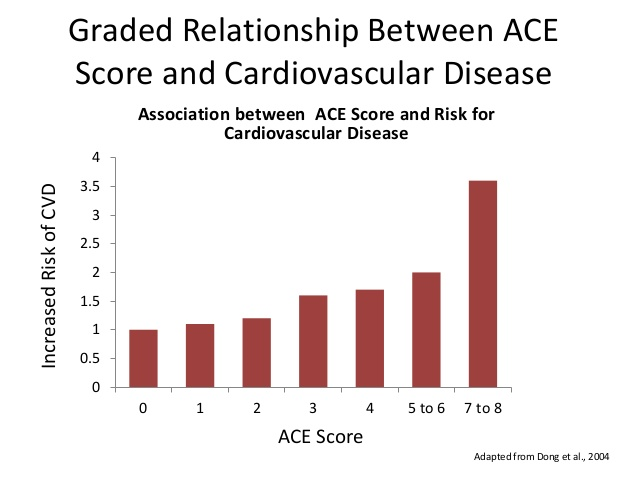 Graded Relationship Between ACE
Score and Cardiovascular Disease
Association between ACE Score and Risk for
Cardiovascular Disease
Increased Risk of CVD
4
3.5
3
2.5
2
1.5
1
0.5
0
0 1 2 3 4 5 to 6 7 to 8
ACE Score
Adapted from Dong et al., 2004